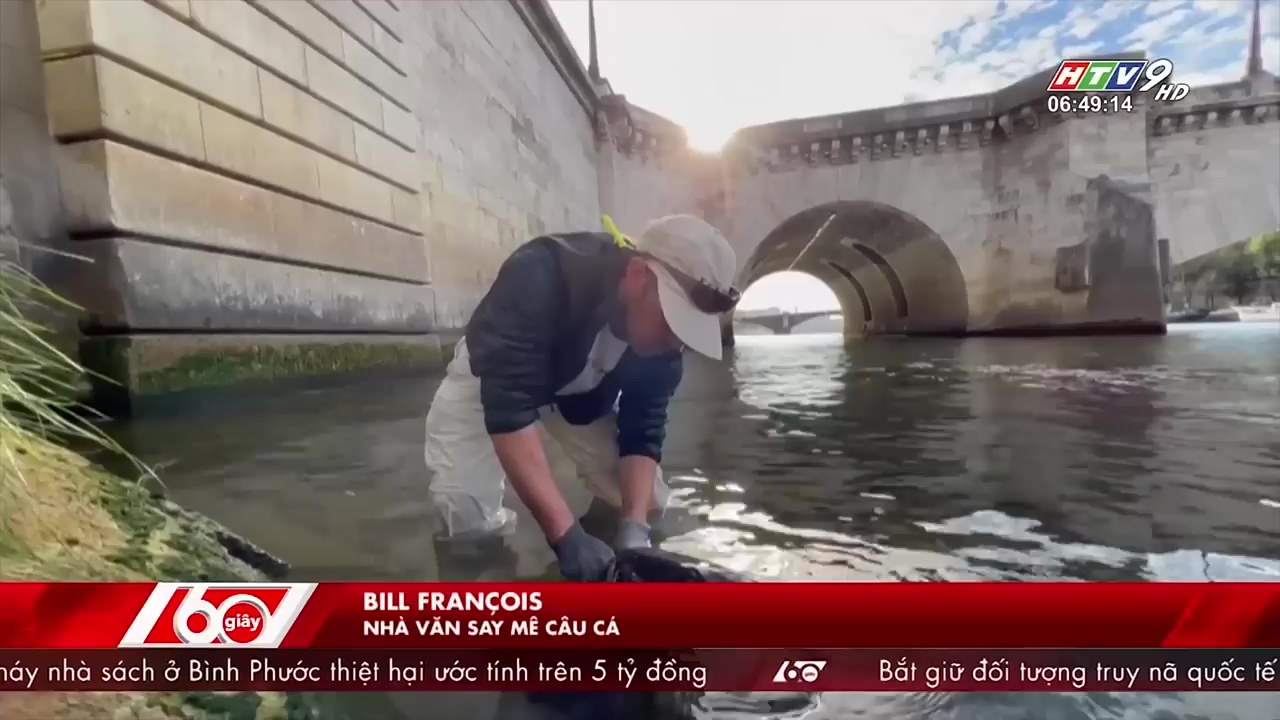 HTV9 HD
06:49:14
60 giây
BILL FRANÇOIS
NHÀ VĂN SAY MÊ CÂU CÁ
nhà sách ở Bình Phước thiệt hại ước tính trên 5 tỷ đồng
60
Bắt giữ đối tượng truy nã quốc tế